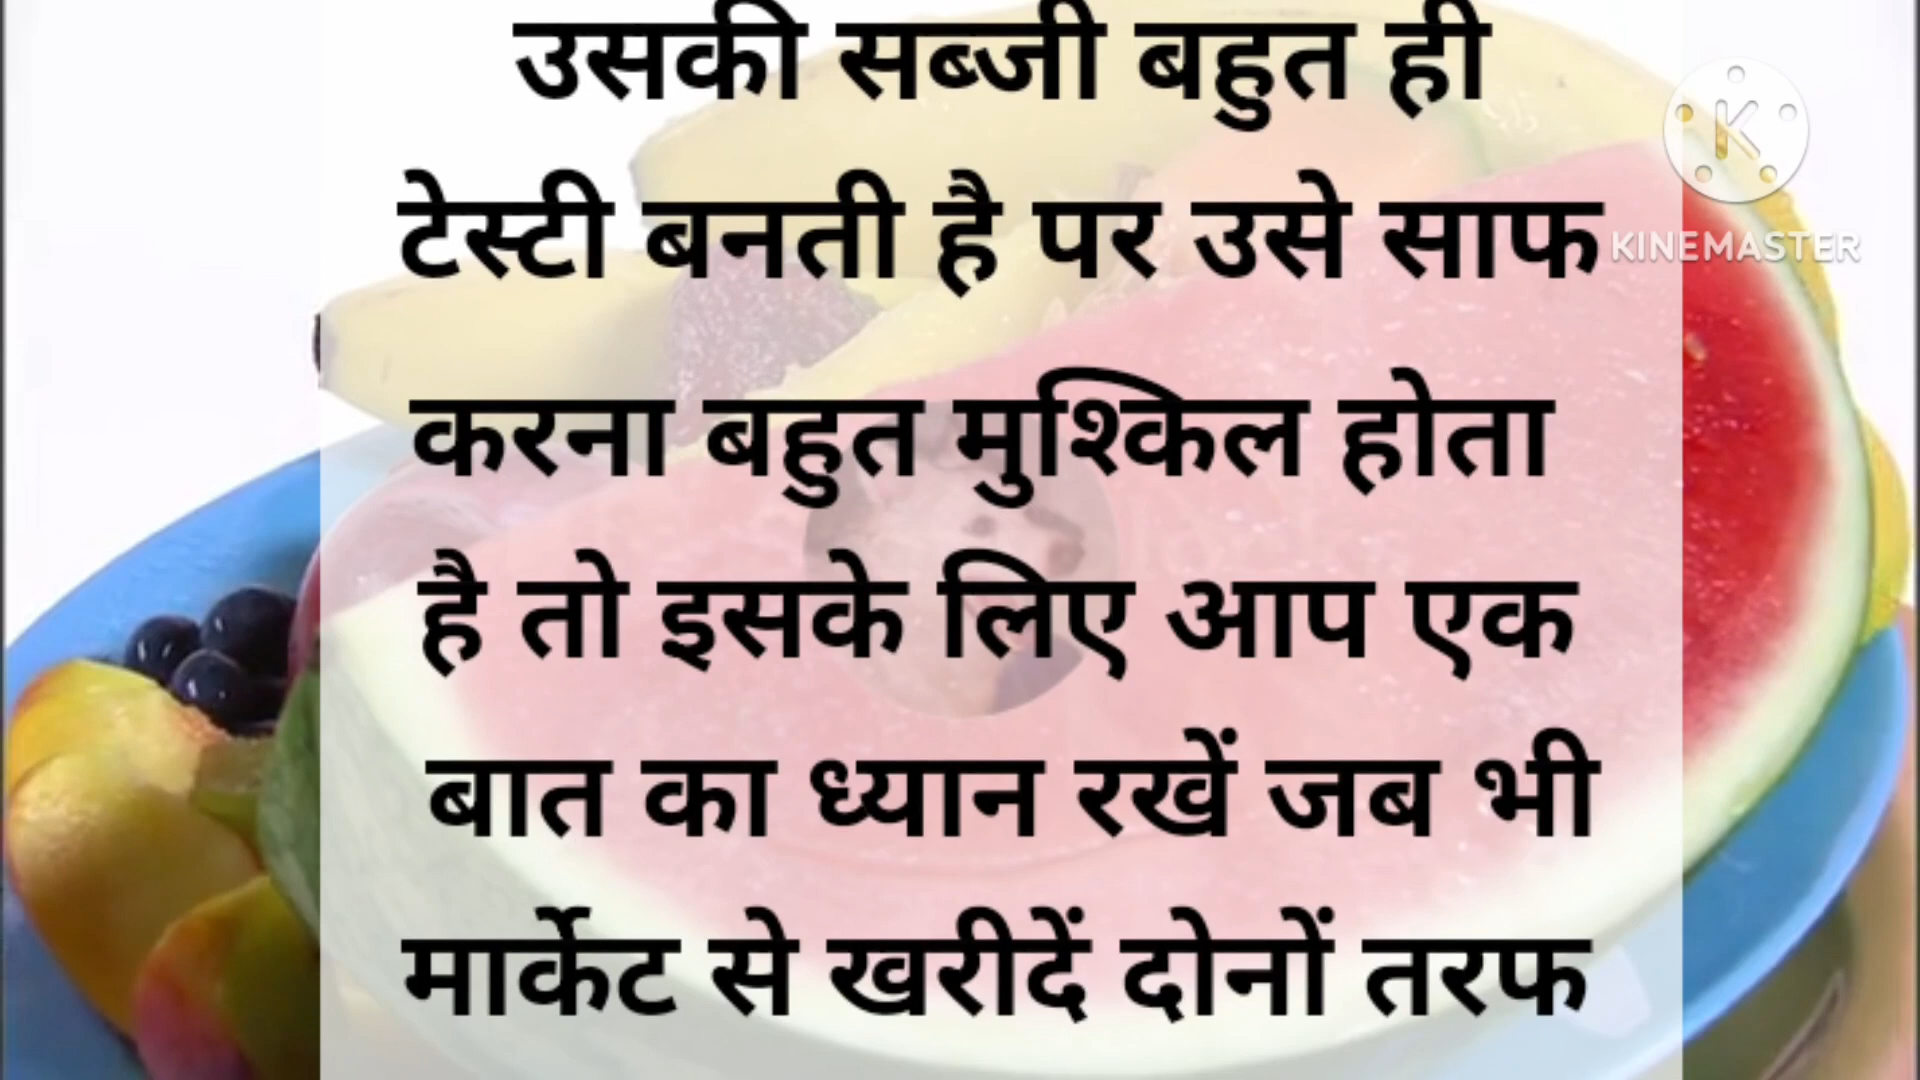 उसकी सब्जी बहुत ही
टेस्टी बनती है पर उसे साफ
करना बहुत मुश्किल होता
है तो इसके लिए आप एक
बात का ध्यान रखें जब भी
मार्केट से खरीदें दोनों तरफ
K
KINEMASTER